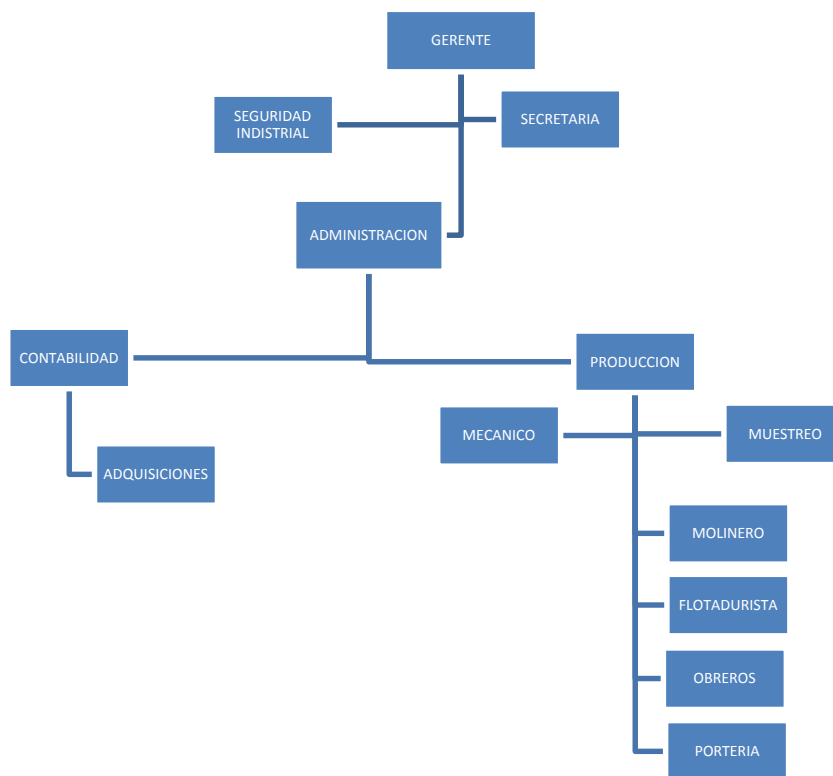 GERENTE
SEGURIDAD
INDISTRIAL
SECRETARIA
ADMINISTRACION
CONTABILIDAD
PRODUCCION
MECANICO
MUESTREO
ADQUISICIONES
MOLINERO
FLOTADURISTA
OBREROS
PORTERIA